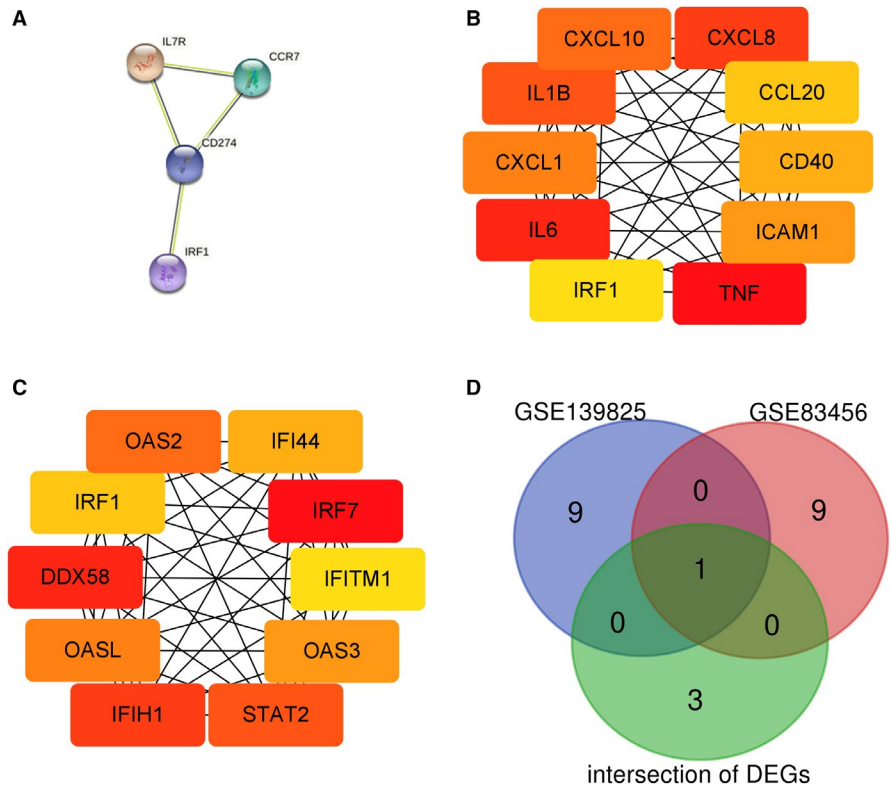 A
IL7R
CCR7
CD274
IRF1
B
CXCL10
CXCL8
IL1B
CCL20
CXCL1
CD40
IL6
ICAM1
IRF1
TNF
C
OAS2
IFI44
IRF1
IRF7
DDX58
IFITM1
OASL
OAS3
IFIH1
STAT2
D
GSE139825
GSE83456
9
0
9
1
0
0
3
intersection of DEGs